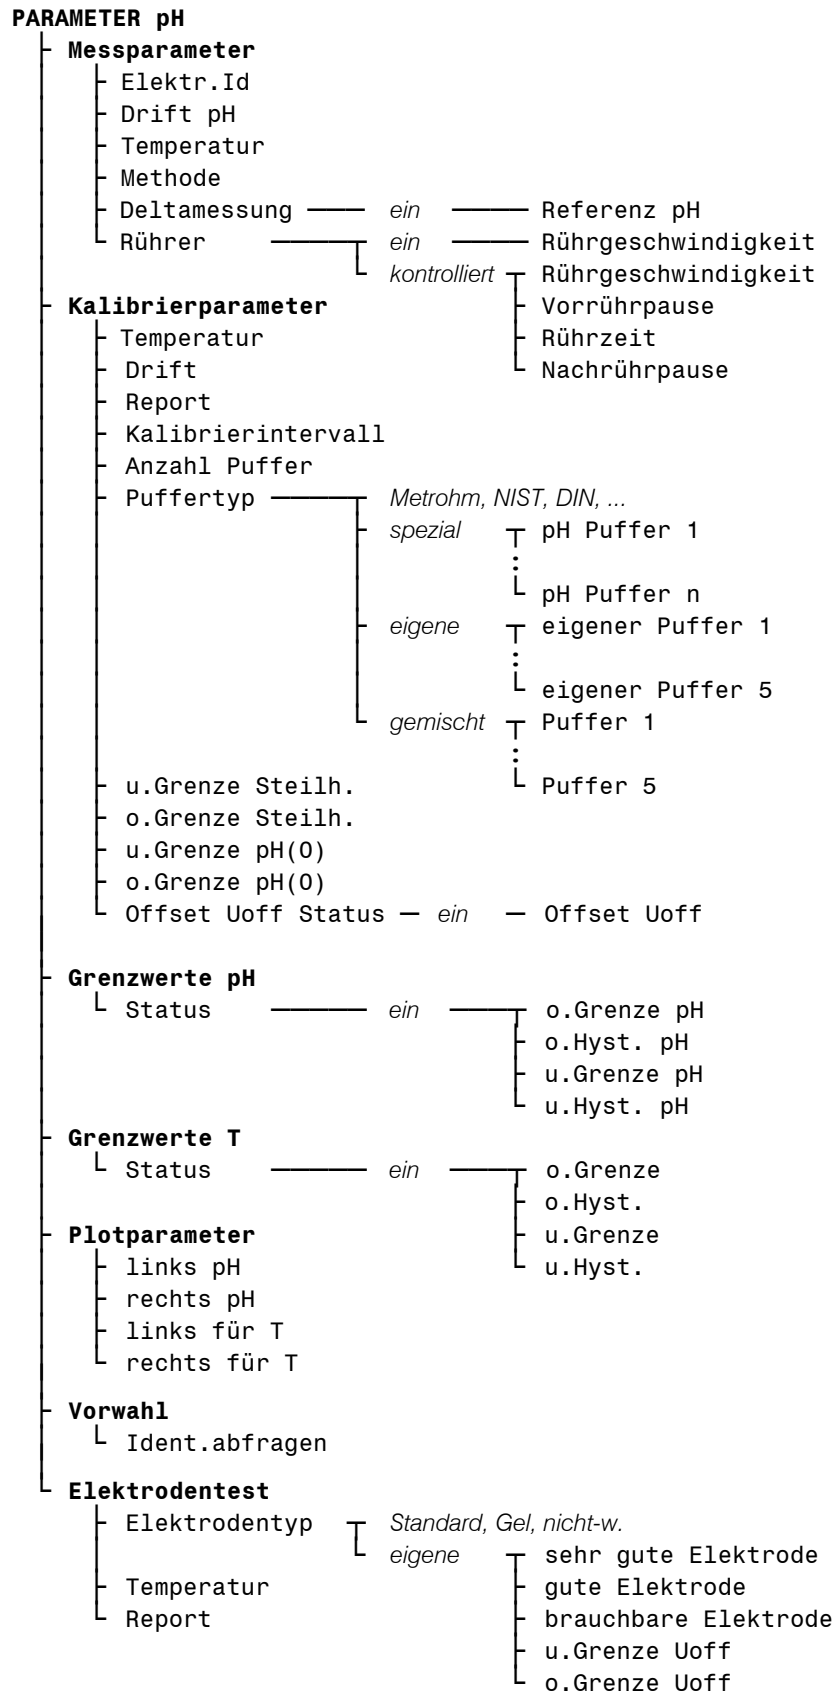 PARAMETER pH
Messparameter
Elektr.Id
Drift pH
Temperatur
Methode
Deltamessung ein Referenz pH
Rührer ein Rührgeschwindigkeit
kontrolliert Rührgeschwindigkeit
Kalibrierparameter Vorrührpause
Temperatur Rührzeit
Drift Nachrührpause
Report
Kalibrierintervall
Anzahl Puffer
Puffertyp Metrohm, NIST, DIN, ...
spezial pH Puffer 1
:
pH Puffer n
eigene eigener Puffer 1
:
eigener Puffer 5
gemischt Puffer 1
:
u.Grenze Steilh. Puffer 5
o.Grenze Steilh.
u.Grenze pH(O)
o.Grenze pH(O)
Offset Uoff Status ein Offset Uoff
Grenzwerte pH
Status ein o.Grenze pH
o.Hyst. pH
u.Grenze pH
u.Hyst. pH
Grenzwerte T
Status ein o.Grenze
o.Hyst.
Plotparameter u.Grenze
links pH u.Hyst.
rechts pH
links für T
rechts für T
Vorwahl
Ident.abfragen
Elektrodentest
Elektrodentyp Standard, Gel, nicht-w.
eigene sehr gute Elektrode
Temperatur gute Elektrode
Report brauchbare Elektrode
u.Grenze Uoff
o.Grenze Uoff